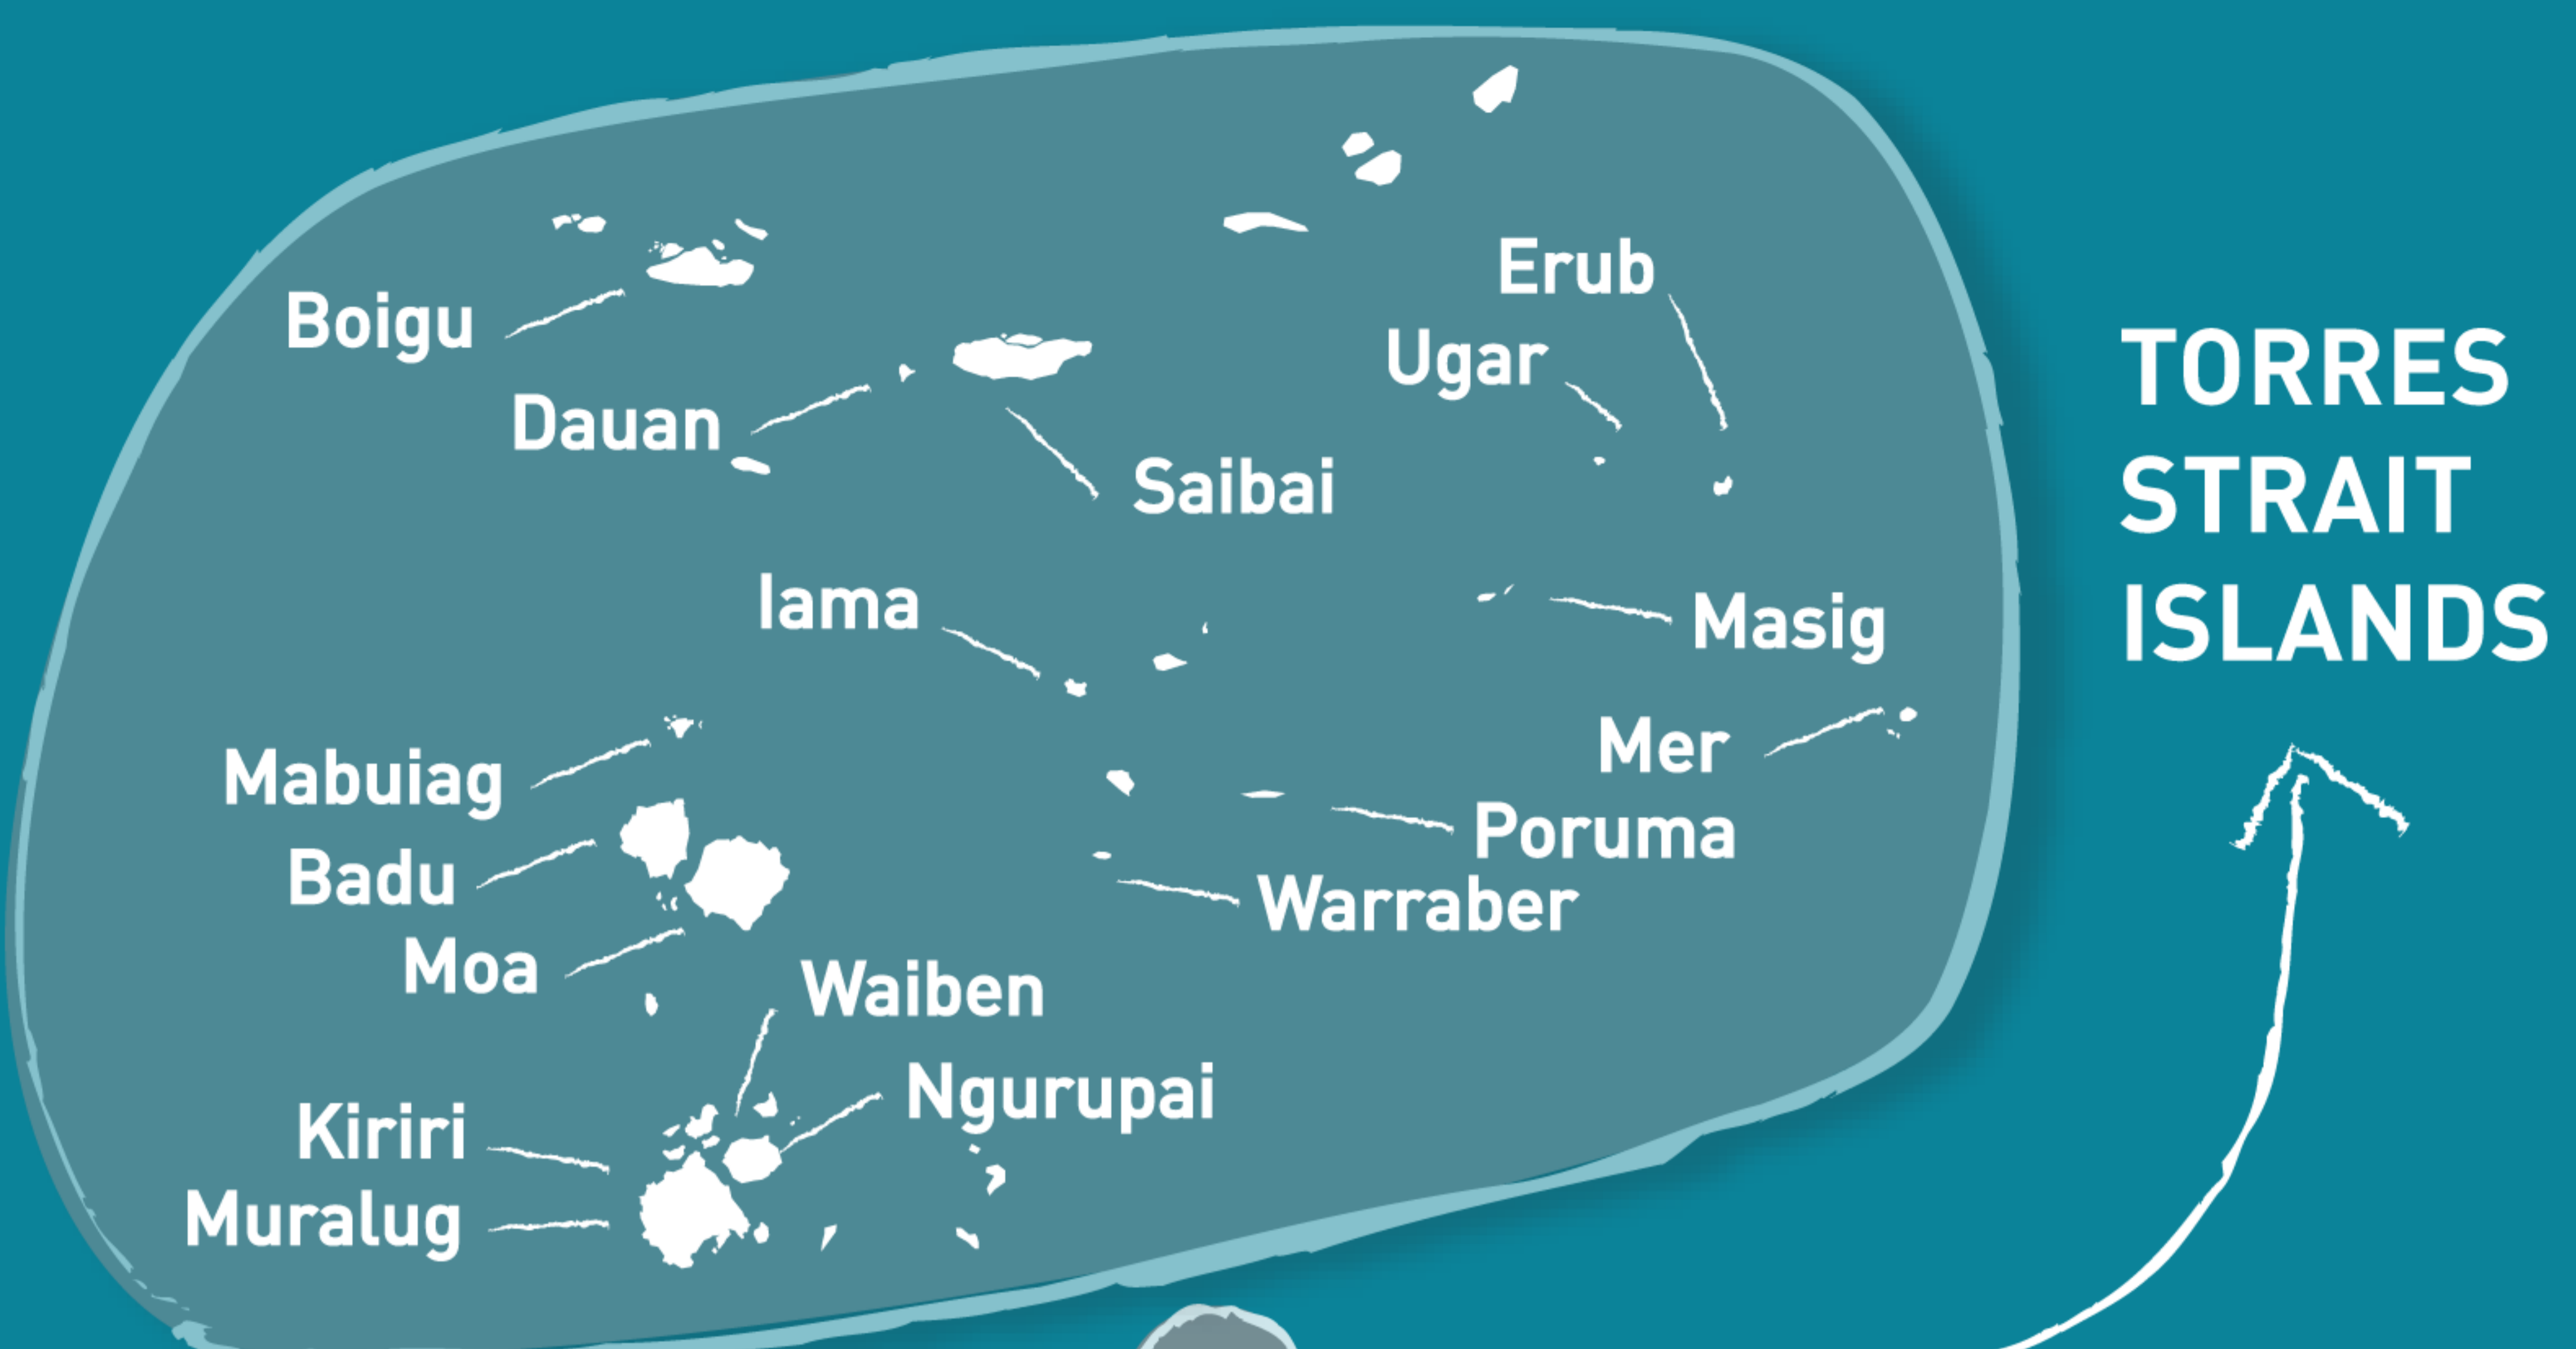 Erub
Boigu
Ugar
Dauan
Saibai
Iama
Masig
Mabuiag
Mer
Poruma
Badu
Warraber
Moa
Waiben
Ngurupai
Kiriri
Muralug
TORRES
STRAIT
ISLANDS